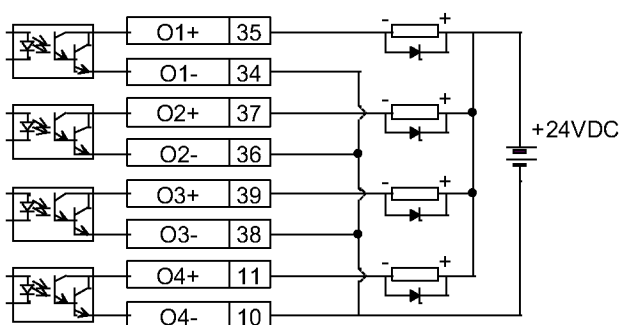 O1+ 35 - +
O1- 34
O2+ 37 - +
+24VDC
O2- 36
O3+ 39 - +
O3- 38
O4+ 11 - +
O4- 10